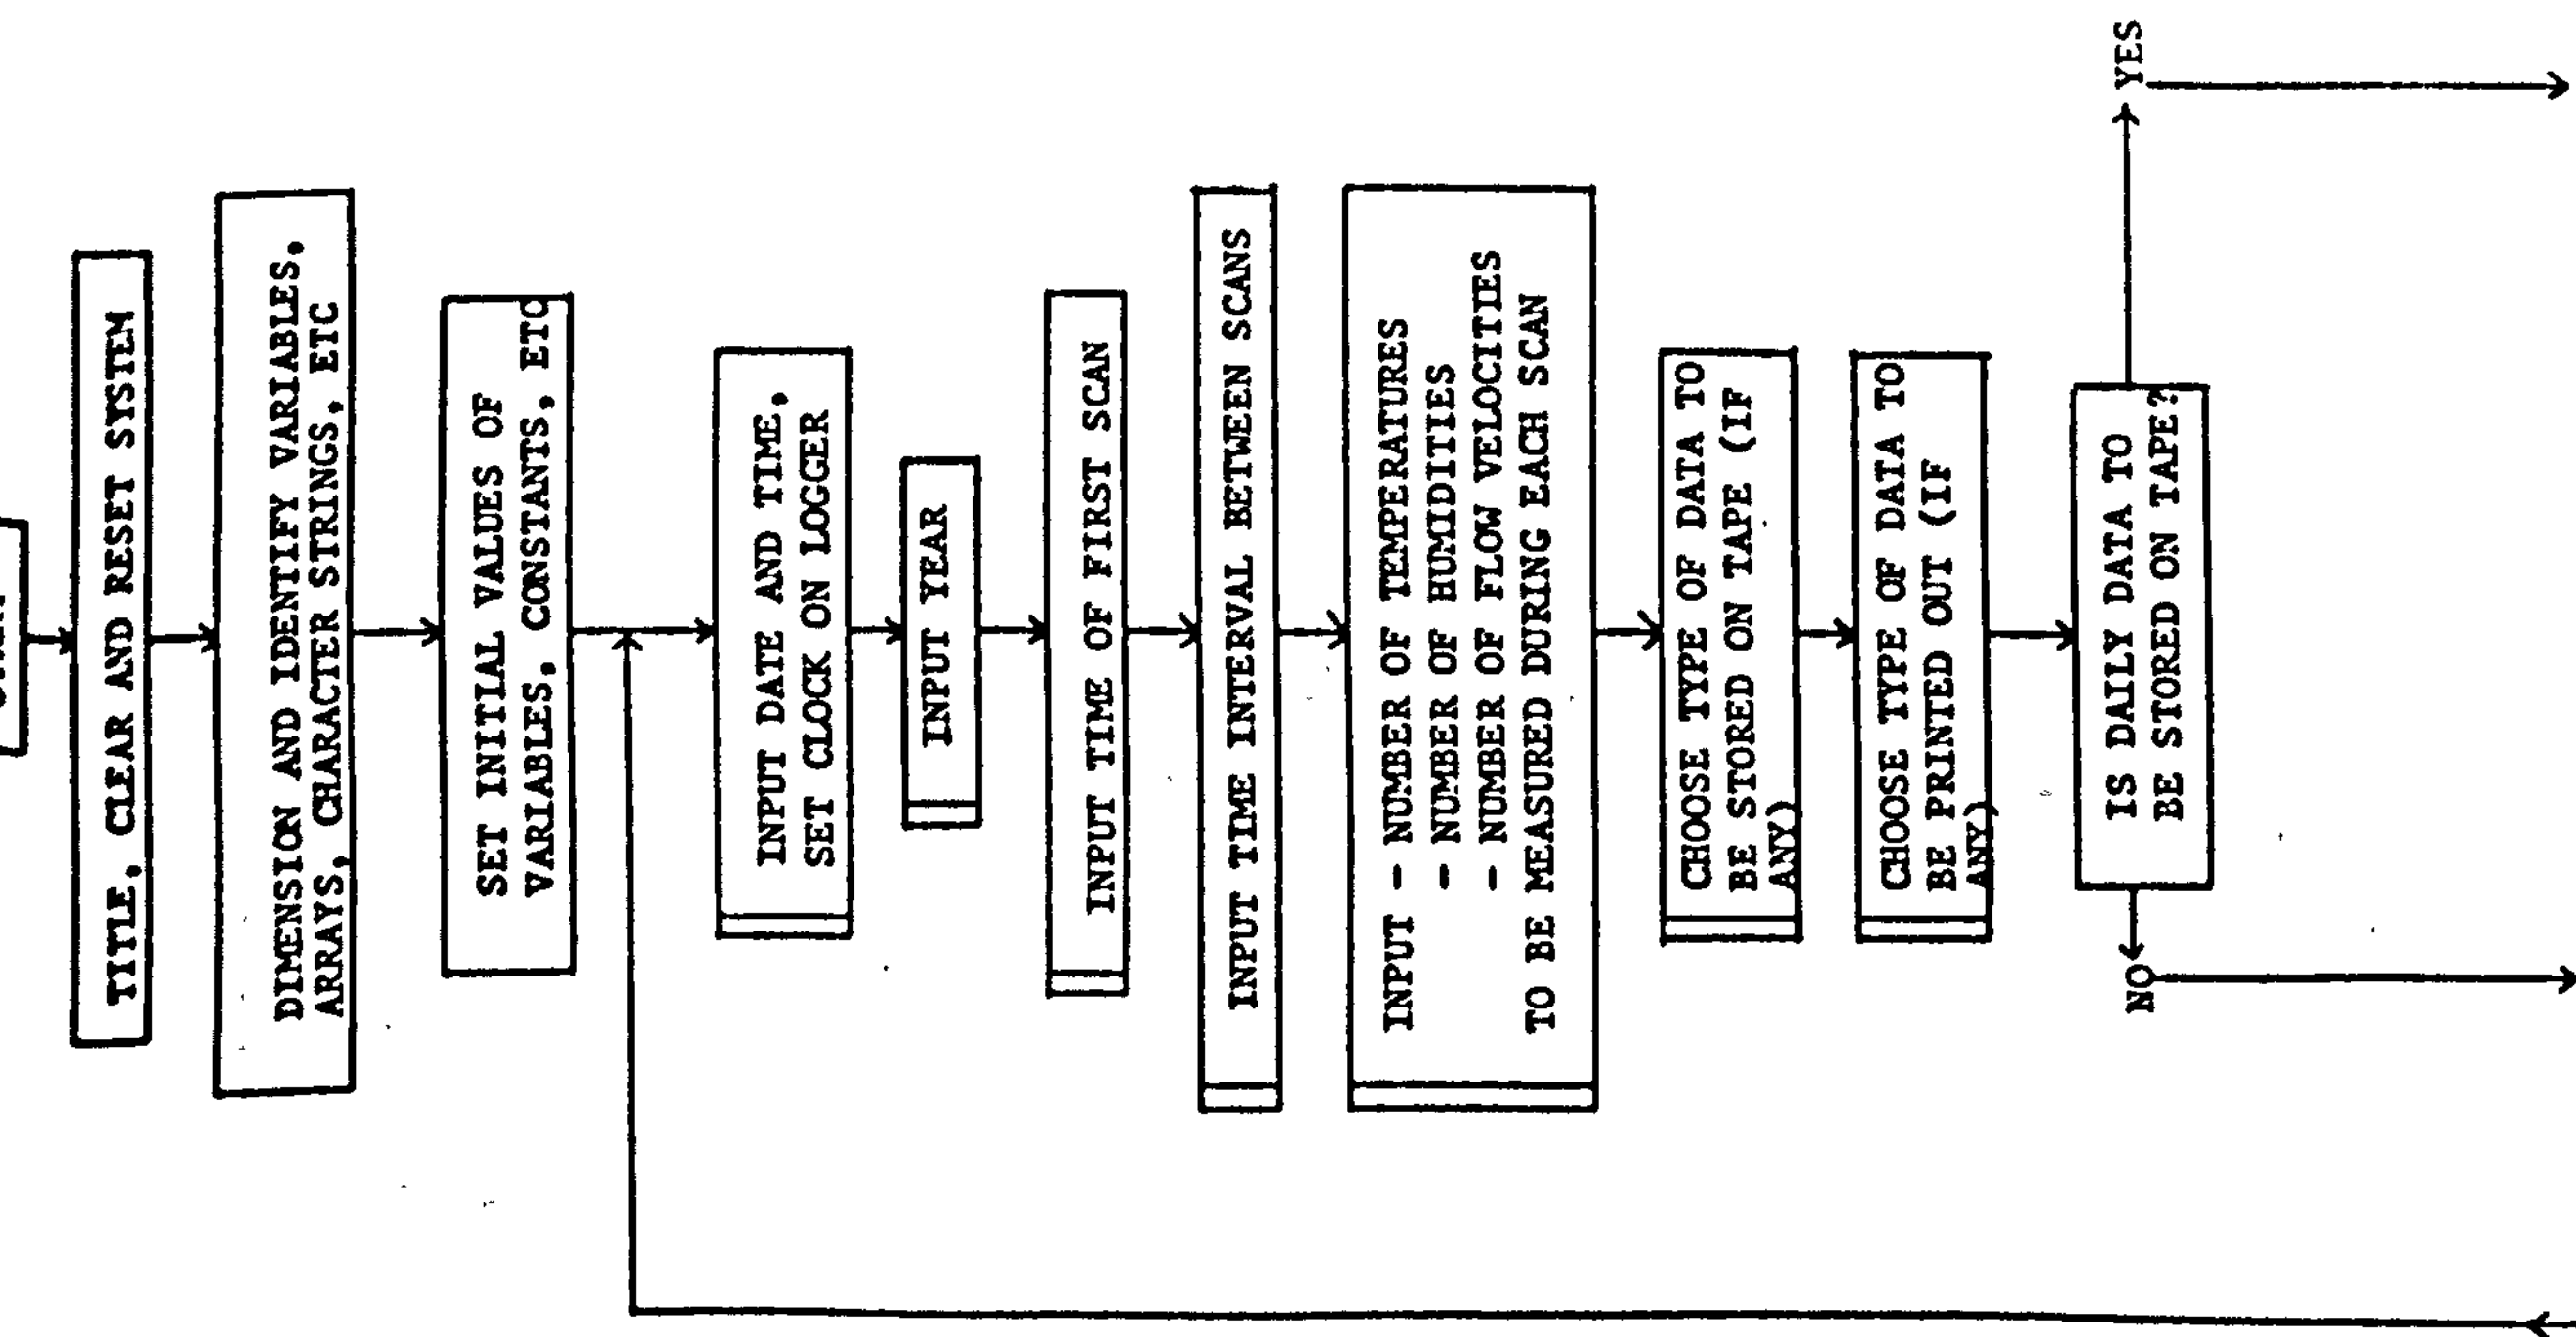 TITLE, CLEAR AND RESET SYSTEM
DIMENSION AND IDENTIFY VARIABLES,
ARRAYS, CHARACTER STRINGS, ETC
SET INITIAL VALUES OF
VARIABLES, CONSTANTS, ETC
INPUT DATE AND TIME,
SET CLOCK ON LOGGER
INPUT YEAR
INPUT TIME OF FIRST SCAN
INPUT TIME INTERVAL BETWEEN SCANS
INPUT - NUMBER OF TEMPERATURES
- NUMBER OF HUMIDITIES
- NUMBER OF FLOW VELOCITIES
TO BE MEASURED DURING EACH SCAN
CHOOSE TYPE OF DATA TO
BE STORED ON TAPE (IF
ANY)
CHOOSE TYPE OF DATA TO
BE PRINTED OUT (IF
ANY)
IS DAILY DATA TO
BE STORED ON TAPE?
NO
YES